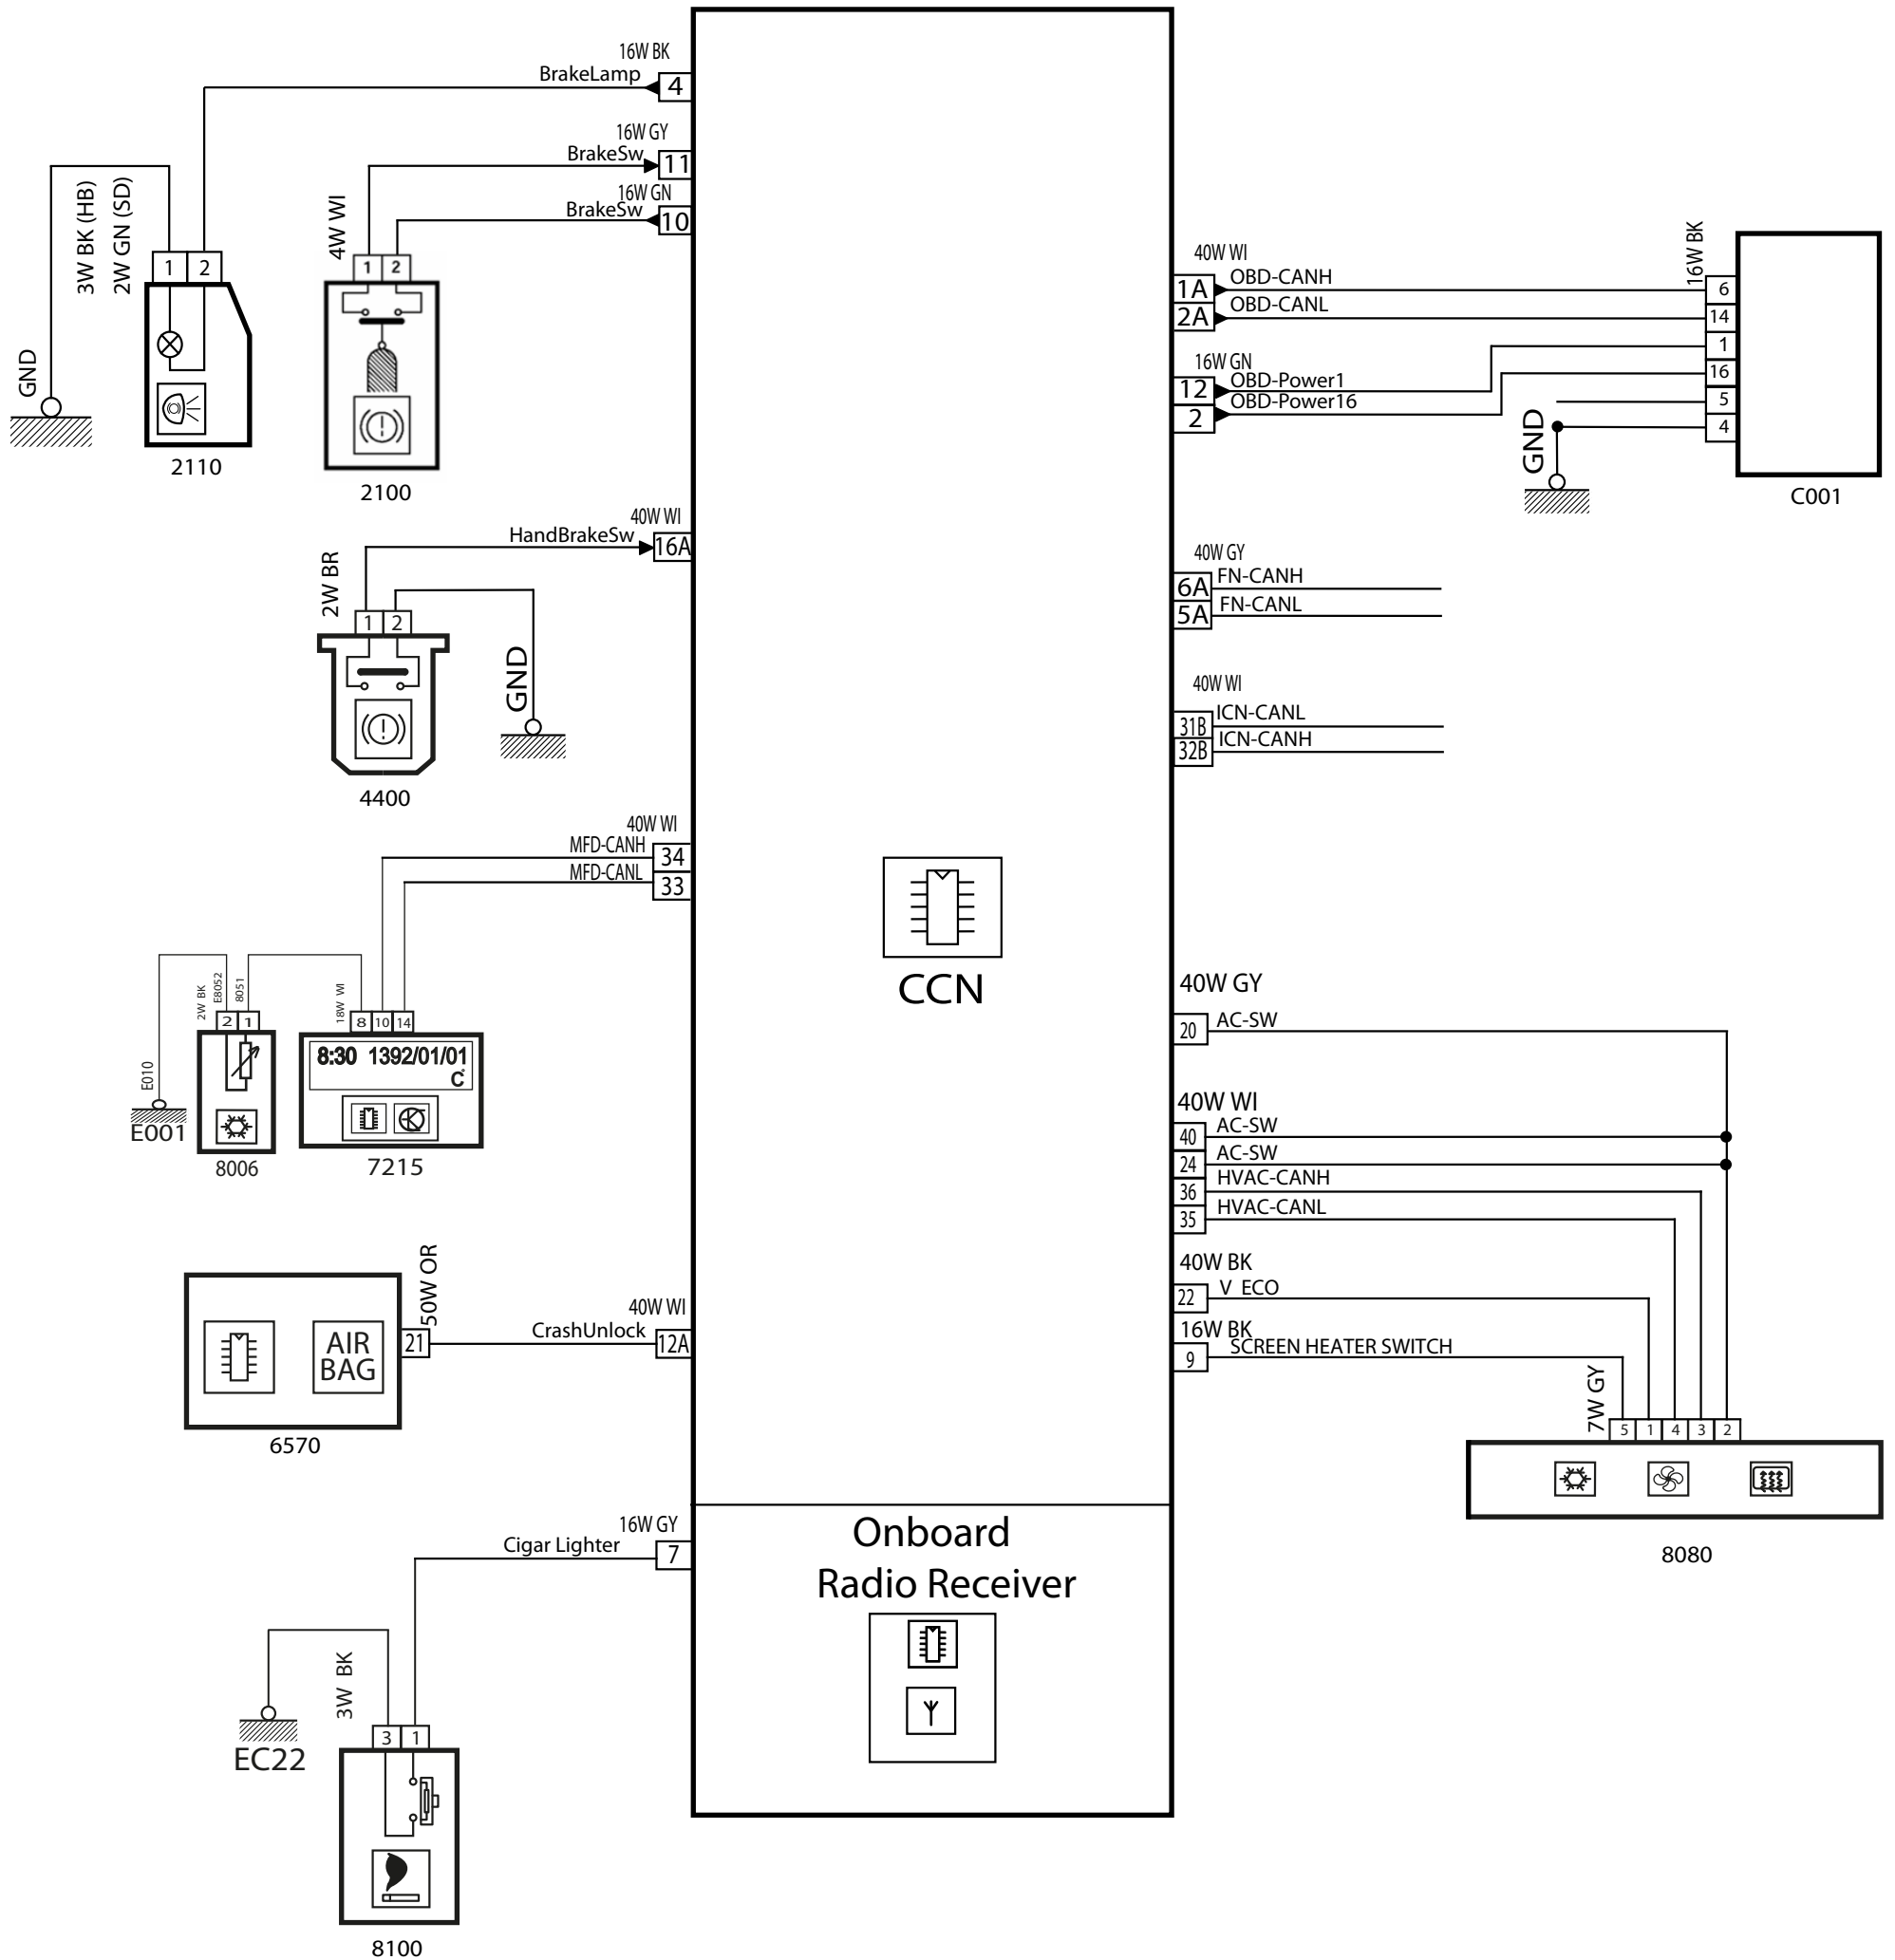 16W BK
BrakeLamp
4
16W GY
BrakeSw
11
16W GN
BrakeSw
10
3W BK (HB)
2W GN (SD)
1 2
GND
2110
4W WI
1 2
2100
40W WI
HandBrakeSw
16A
2W BR
1 2
GND
4400
40W WI
MFD-CANH
34
MFD-CANL
33
2W BK
E8052
8051
2 1
E010
E001
8006
18W WI
8 10 14
8:30 1392/01/01
C°
7215
50W OR
40W WI
CrashUnlock
12A
21
AIR
BAG
6570
16W GY
Cigar Lighter
7
3W BK
3 1
EC22
8100
CCN
Onboard
Radio Receiver
40W WI
1A OBD-CANH
2A OBD-CANL
16W GN
12 OBD-Power1
2 OBD-Power16
16W BK
6
14
1
16
5
4
GND
C001
40W GY
6A FN-CANH
5A FN-CANL
40W WI
31B ICN-CANL
32B ICN-CANH
40W GY
20 AC-SW
40W WI
40 AC-SW
24 AC-SW
36 HVAC-CANH
35 HVAC-CANL
40W BK
22 V ECO
16W BK
9 SCREEN HEATER SWITCH
7W GY
5 1 4 3 2
8080